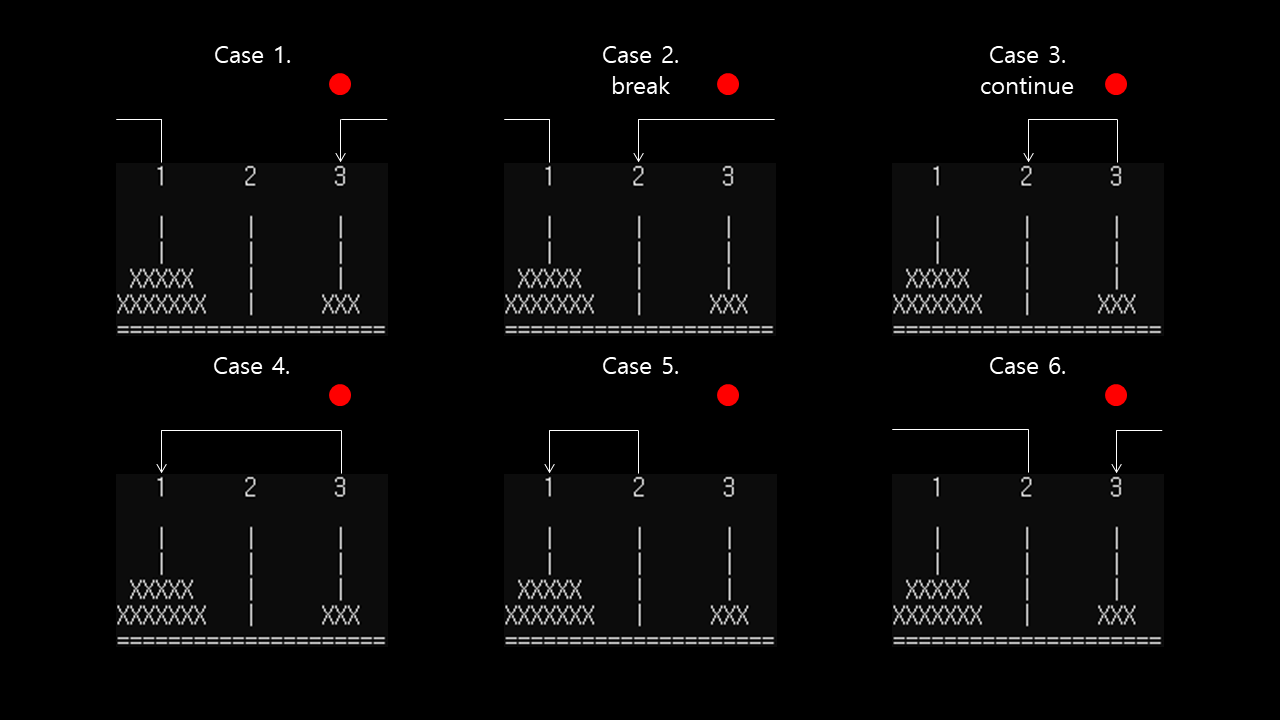 Case 1.
1 2 3
XXXXX
XXXXXXX XXX
======================
Case 2.
break
1 2 3
XXXXX
XXXXXXX XXX
======================
Case 3.
continue
1 2 3
XXXXX
XXXXXXX XXX
======================
Case 4.
1 2 3
XXXXX
XXXXXXX XXX
======================
Case 5.
1 2 3
XXXXX
XXXXXXX XXX
======================
Case 6.
1 2 3
XXXXX
XXXXXXX XXX
======================